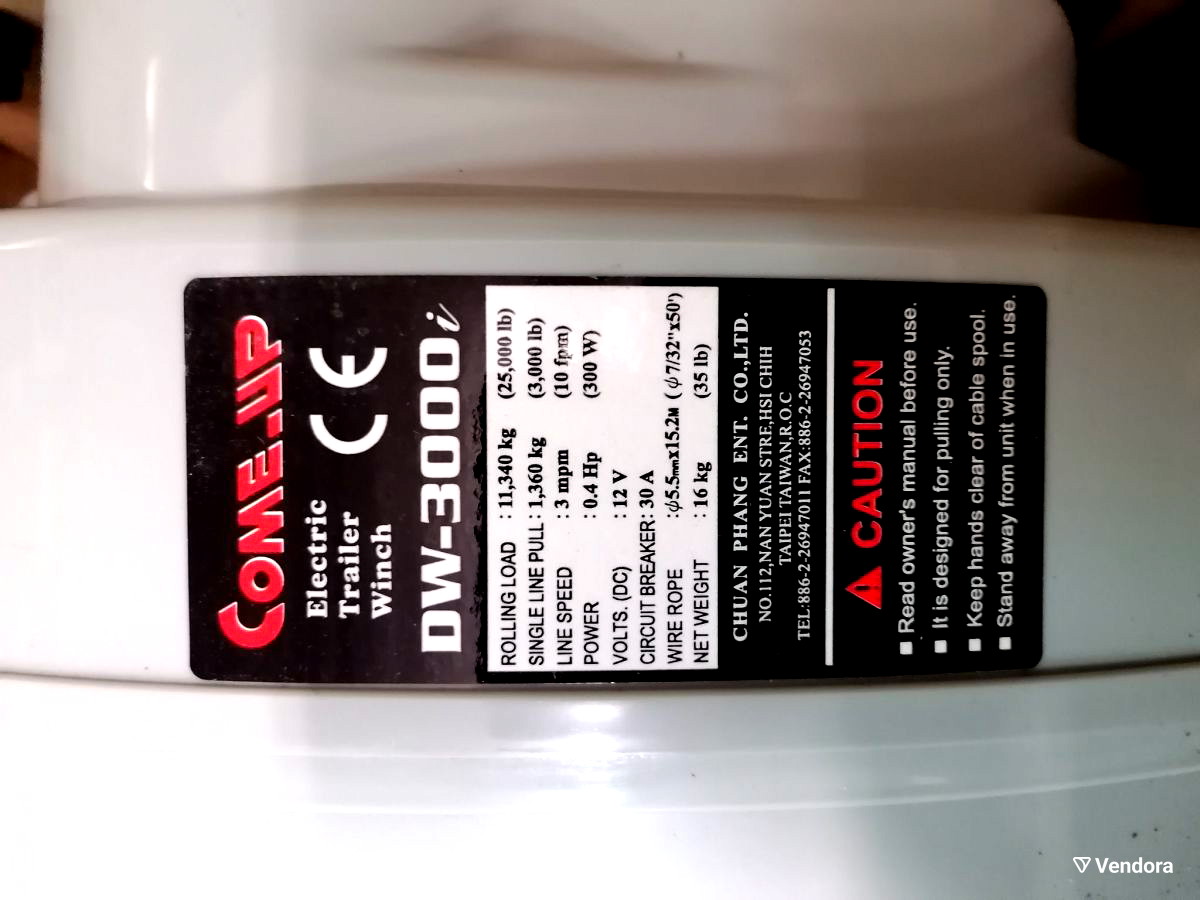 COME.UP
Electric
Trailer
Winch
CE
DW-3000i
ROLLING LOAD : 11,340 kg (25,000 lb)
SINGLE LINE PULL : 1,360 kg (3,000 lb)
LINE SPEED : 3 mpm (10 fpm)
POWER : 0.4 Hp (300 W)
VOLTS. (DC) : 12 V
CIRCUIT BREAKER: 30 A
WIRE ROPE :ϕ5.5mmx15.2M (ϕ7/32"x50')
NET WEIGHT : 16 kg (35 lb)
CHUAN PHANG ENT. CO.,LTD.
NO.112,NAN YUAN STRE,HSI CHIH
TAIPEI TAIWAN,R.O.C
TEL:886-2-26947011 FAX:886-2-26947053
CAUTION
■ Read owner's manual before use.
■ It is designed for pulling only.
■ Keep hands clear of cable spool.
■ Stand away from unit when in use.
Vendora